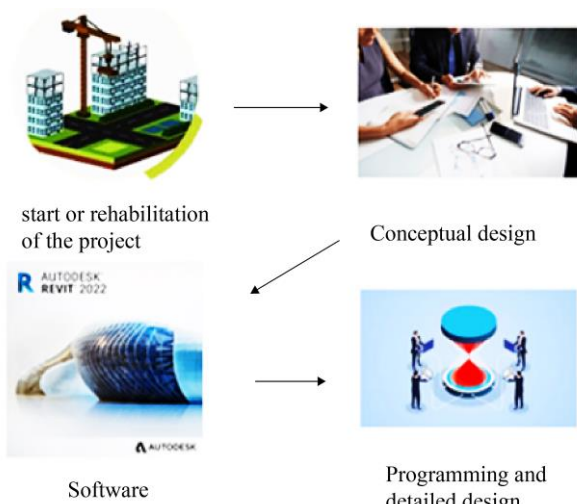 start or rehabilitation
of the project
Conceptual design
R AUTODESK
REVIT 2022
AUTODESK
Software
Programming and
detailed design